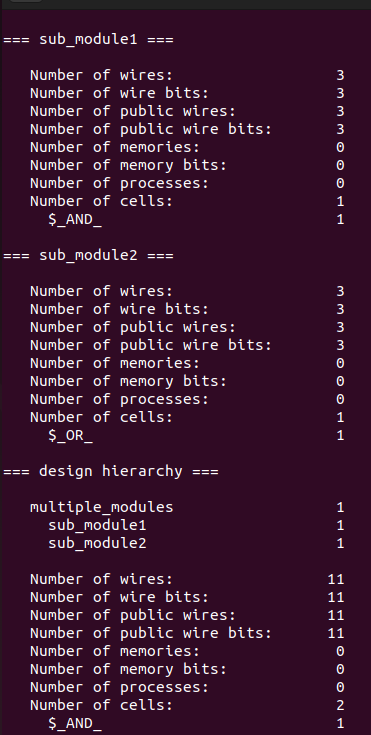 === sub_module1 ===
Number of wires: 3
Number of wire bits: 3
Number of public wires: 3
Number of public wire bits: 3
Number of memories: 0
Number of memory bits: 0
Number of processes: 0
Number of cells: 1
$_AND_ 1
=== sub_module2 ===
Number of wires: 3
Number of wire bits: 3
Number of public wires: 3
Number of public wire bits: 3
Number of memories: 0
Number of memory bits: 0
Number of processes: 0
Number of cells: 1
$_OR_ 1
=== design hierarchy ===
multiple_modules 1
sub_module1 1
sub_module2 1
Number of wires: 11
Number of wire bits: 11
Number of public wires: 11
Number of public wire bits: 11
Number of memories: 0
Number of memory bits: 0
Number of processes: 0
Number of cells: 2
$_AND_ 1